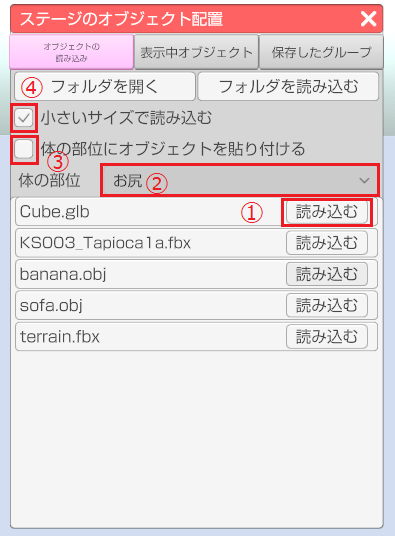 ステージのオブジェクト配置
オブジェクトの
読み込み
表示中オブジェクト
保存したグループ
④ フォルダを開く
フォルダを読み込む
小さいサイズで読み込む
体の部位にオブジェクトを貼り付ける
③
体の部位 お尻 ②
Cube.glb ① 読み込む
KS003_Tapioca1a.fbx 読み込む
banana.obj 読み込む
sofa.obj 読み込む
terrain.fbx 読み込む